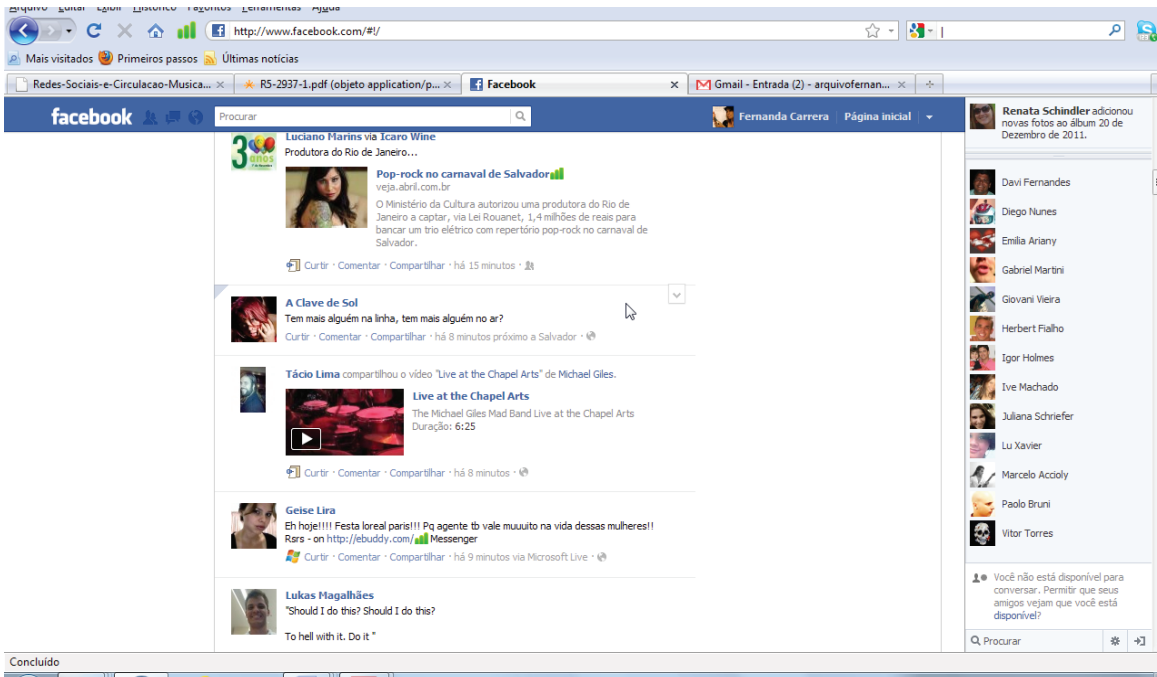 Arquivo Editar Exibir Histórico Favoritos Ferramentas Ajuda
http://www.facebook.com/#!/
Mais visitados Primeiros passos Últimas notícias
Redes-Sociais-e-Circulacao-Musica... R5-2937-1.pdf (objeto application/p... Facebook Gmail - Entrada (2) - arquivofernan...
facebook Procurar Fernanda Carrera Página inicial
Luciano Marins via Icaro Wine
Produtora do Rio de Janeiro...
3 anos
Pop-rock no carnaval de Salvador
veja.abril.com.br
O Ministério da Cultura autorizou uma produtora do Rio de
Janeiro a captar, via Lei Rouanet, 1,4 milhões de reais para
bancar um trio elétrico com repertório pop-rock no carnaval de
Salvador.
Curtir · Comentar · Compartilhar · há 15 minutos ·
A Clave de Sol
Tem mais alguém na linha, tem mais alguém no ar?
Curtir · Comentar · Compartilhar · há 8 minutos próximo a Salvador ·
Tácio Lima compartilhou o vídeo "Live at the Chapel Arts" de Michael Giles.
Live at the Chapel Arts
The Michael Giles Mad Band Live at the Chapel Arts
Duração: 6:25
Curtir · Comentar · Compartilhar · há 8 minutos ·
Geise Lira
Eh hoje!!!! Festa loreal paris!!! Pq agente tb vale muuuito na vida dessas mulheres!!
Rsrs - on http://ebuddy.com/ Messenger
Curtir · Comentar · Compartilhar · há 9 minutos via Microsoft Live ·
Lukas Magalhães
"Should I do this? Should I do this?
To hell with it. Do it "
Renata Schindler adicionou
novas fotos ao álbum 20 de
Dezembro de 2011.
Davi Fernandes
Diego Nunes
Emilia Ariany
Gabriel Martini
Giovani Vieira
Herbert Fialho
Igor Holmes
Ive Machado
Juliana Schriefer
Lu Xavier
Marcelo Accioly
Paolo Bruni
Vitor Torres
Você não está disponível para
conversar. Permitir que seus
amigos vejam que você está
disponível?
Procurar
Concluído